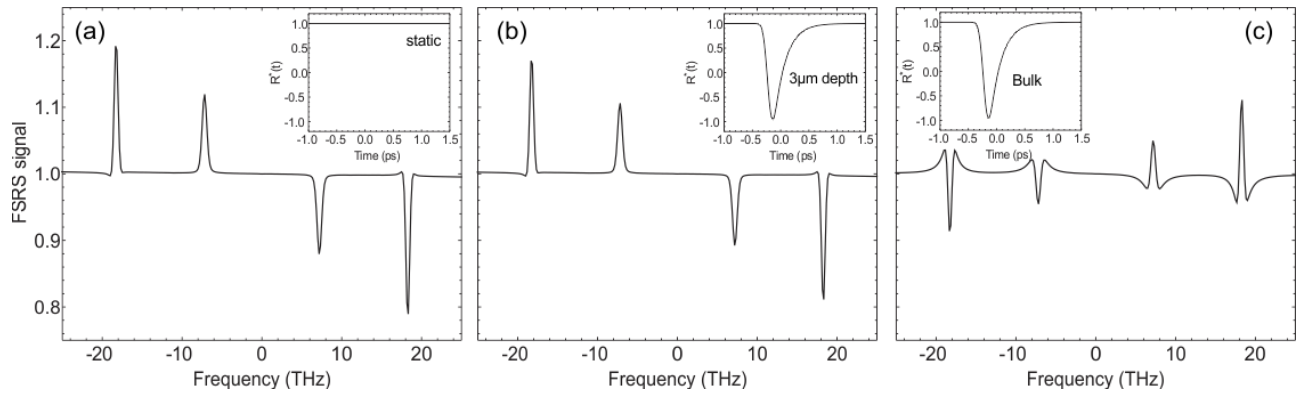 (a)
static
R*(t)
1.0
0.5
0.0
-0.5
-1.0
-1.0 -0.5 0.0 0.5 1.0 1.5
Time (ps)
(b)
3μm depth
R*(t)
1.0
0.5
0.0
-0.5
-1.0
-1.0 -0.5 0.0 0.5 1.0 1.5
Time (ps)
(c)
Bulk
R*(t)
1.0
0.5
0.0
-0.5
-1.0
-1.0 -0.5 0.0 0.5 1.0 1.5
Time (ps)
FSRS signal
1.2
1.1
1.0
0.9
0.8
-20 -10 0 10 20
Frequency (THz)
-20 -10 0 10 20
Frequency (THz)
-20 -10 0 10 20
Frequency (THz)